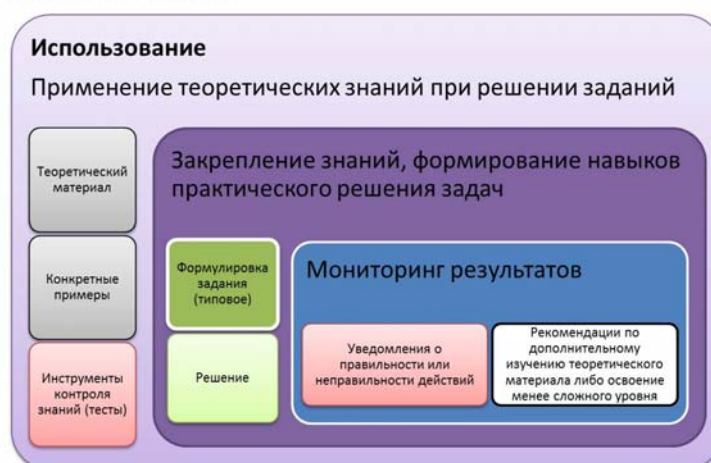 Использование
Применение теоретических знаний при решении заданий
Теоретический
материал
Конкретные
примеры
Инструменты
контроля
знаний (тесты)
Закрепление знаний, формирование навыков
практического решения задач
Формулировка
задания
(типовое)
Решение
Мониторинг результатов
Уведомления о
правильности или
неправильности действий
Рекомендации по
дополнительному
изучению теоретического
материала либо освоение
менее сложного уровня